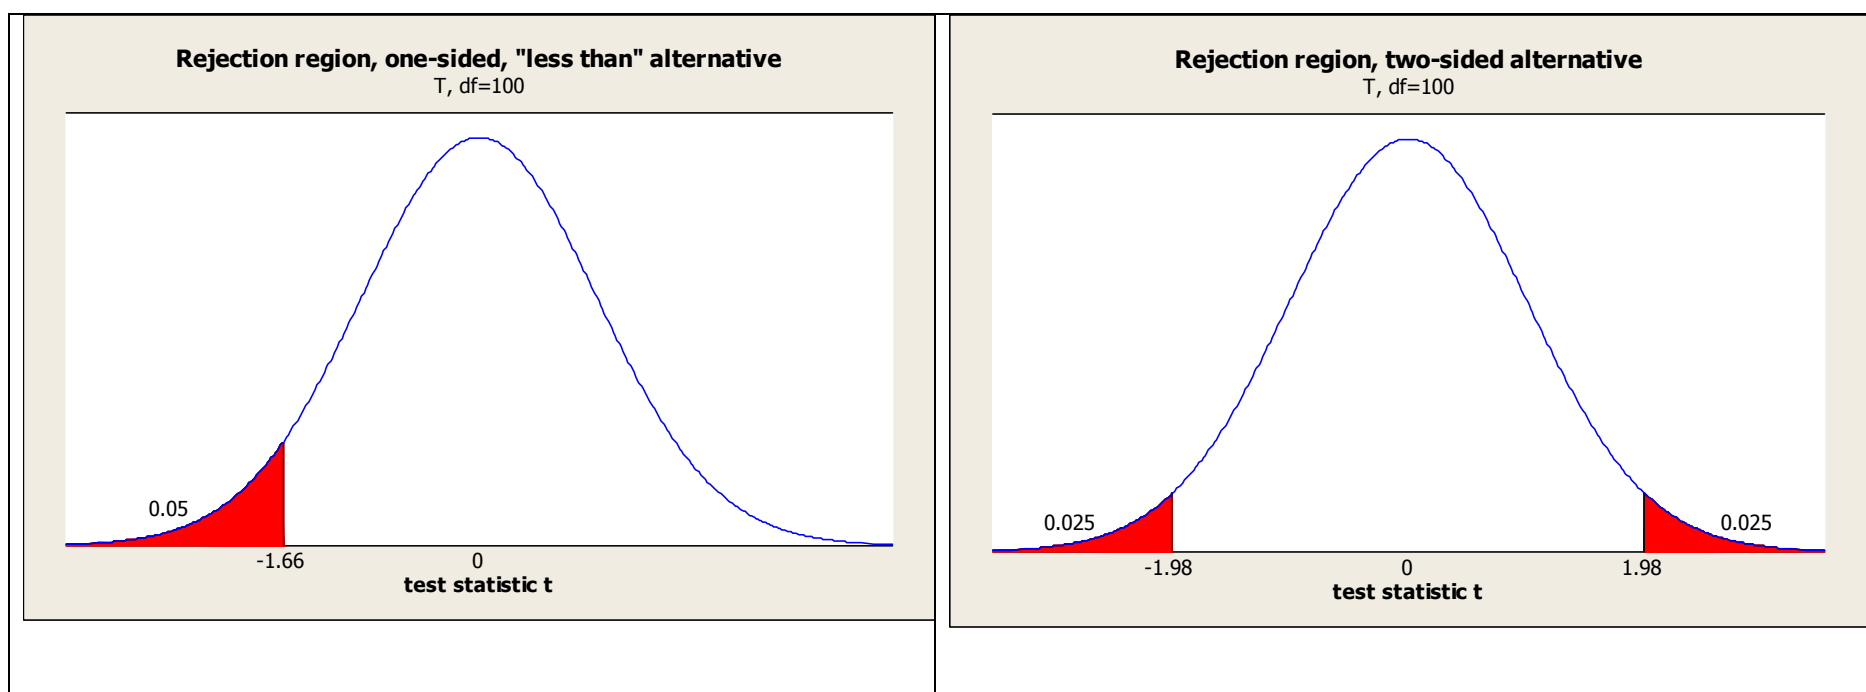 Rejection region, one-sided, "less than" alternative
T, df=100
0.05
-1.66 0
test statistic t
Rejection region, two-sided alternative
T, df=100
0.025 0.025
-1.98 0 1.98
test statistic t